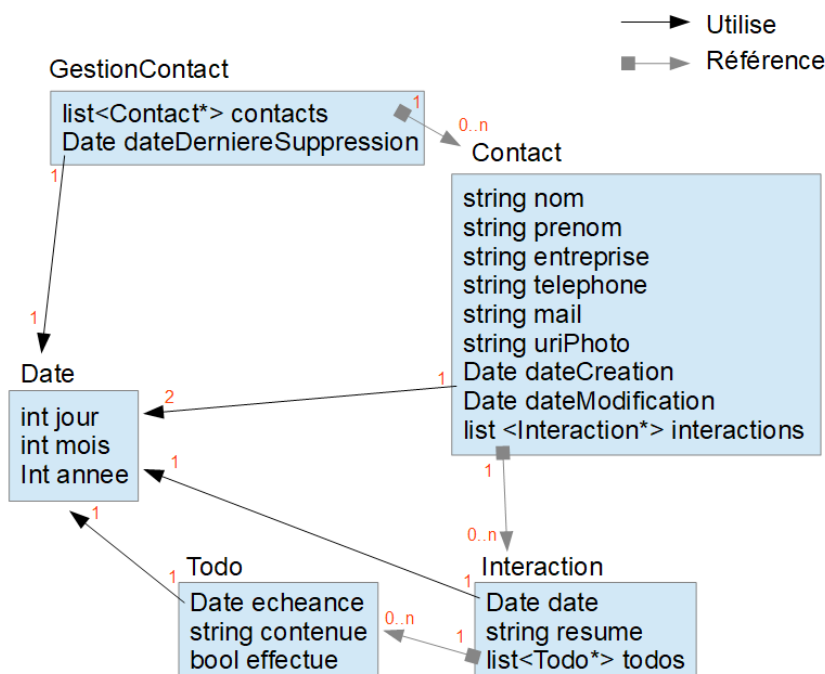 Utilise
Référence
GestionContact
list<Contact*> contacts
Date dateDerniereSuppression
1
0..n
1
1
Contact
string nom
string prenom
string entreprise
string telephone
string mail
string uriPhoto
Date dateCreation
Date dateModification
list <Interaction*> interactions
1
2
1
0..n
Date
int jour
int mois
Int annee
1
1
Todo
1
Date echeance
string contenue
bool effectue
0..n
Interaction
1
Date date
string resume
list<Todo*> todos
1